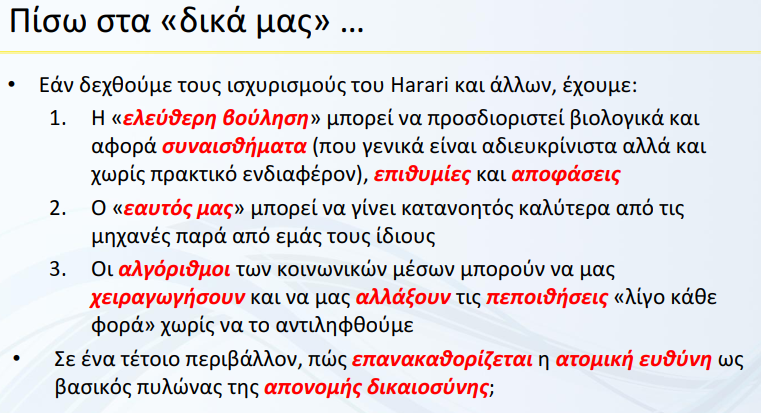 Πίσω στα «δικά μας» ...
• Εάν δεχθούμε τους ισχυρισμούς του Harari και άλλων, έχουμε:
1. Η «ελεύθερη βούληση» μπορεί να προσδιοριστεί βιολογικά και
αφορά συναισθήματα (που γενικά είναι αδιευκρίνιστα αλλά και
χωρίς πρακτικό ενδιαφέρον), επιθυμίες και αποφάσεις
2. Ο «εαυτός μας» μπορεί να γίνει κατανοητός καλύτερα από τις
μηχανές παρά από εμάς τους ίδιους
3. Οι αλγόριθμοι των κοινωνικών μέσων μπορούν να μας
χειραγωγήσουν και να μας αλλάξουν τις πεποιθήσεις «λίγο κάθε
φορά» χωρίς να το αντιληφθούμε
• Σε ένα τέτοιο περιβάλλον, πώς επανακαθορίζεται η ατομική ευθύνη ως
βασικός πυλώνας της απονομής δικαιοσύνης;